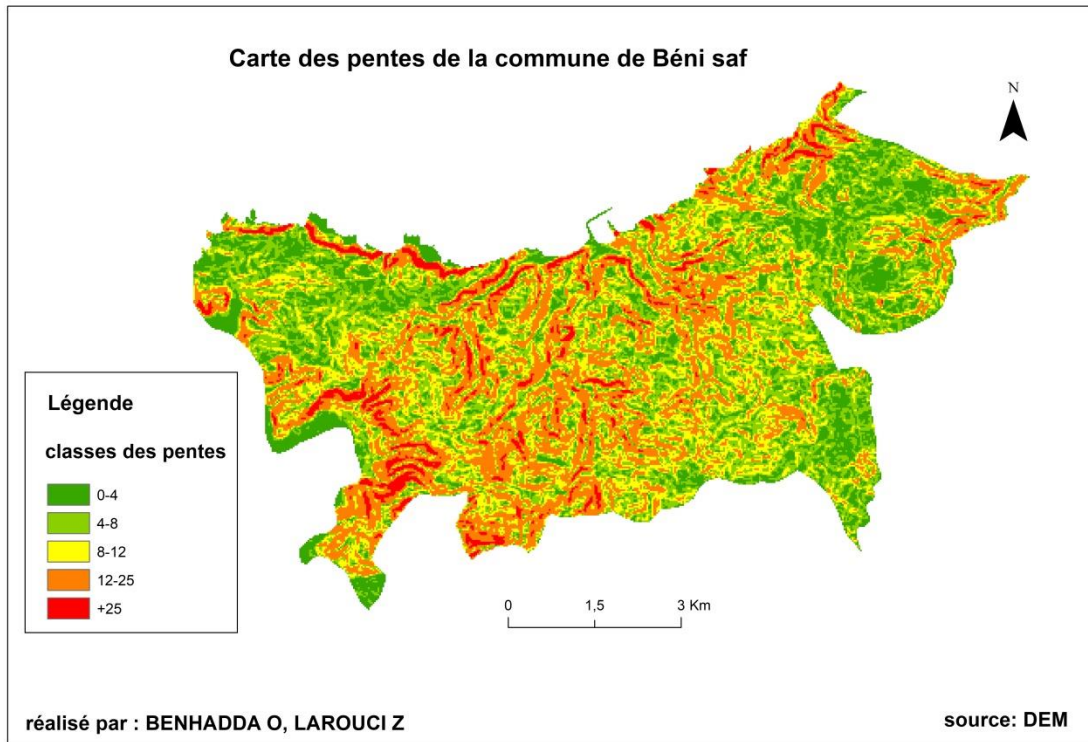 Carte des pentes de la commune de Béni saf
N
Légende
classes des pentes
0-4
4-8
8-12
12-25
+25
0 1,5 3 Km
réalisé par : BENHADDA O, LAROUCI Z
source: DEM